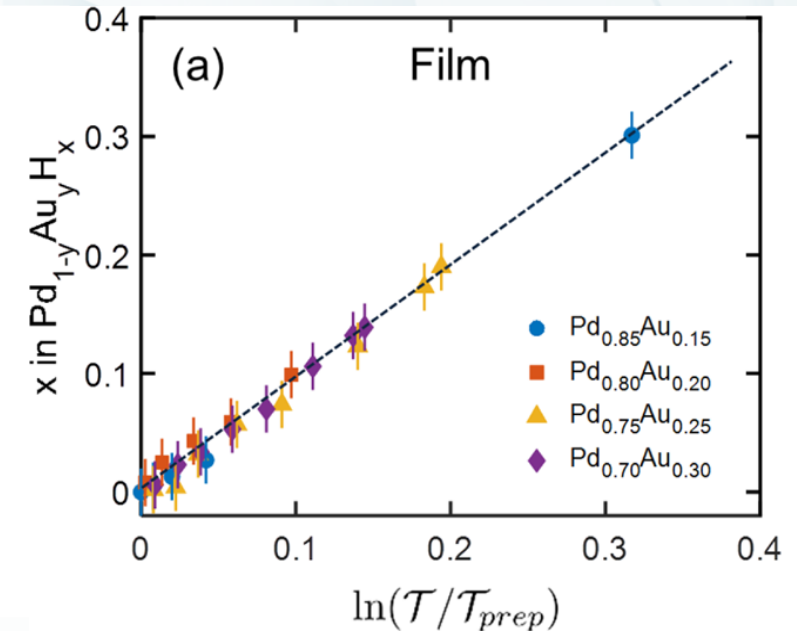 (a) Film
x in Pd1-yAuyHx
0.4
0.3
0.2
0.1
0
Pd0.85Au0.15
Pd0.80Au0.20
Pd0.75Au0.25
Pd0.70Au0.30
0 0.1 0.2 0.3 0.4
ln(𝒯/𝒯prep)